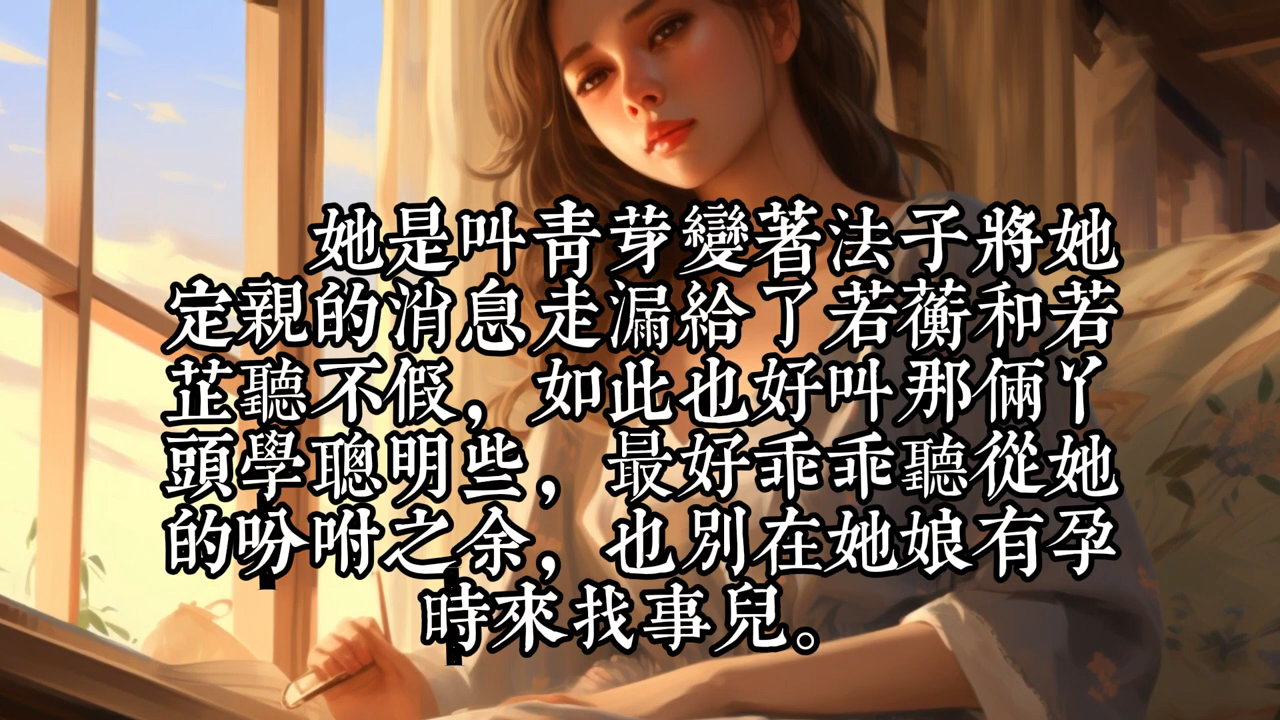 她是叫青芽變著法子將她
定親的消息走漏給了若蘅和若
芷聽不假，如此也好叫那倆丫
頭學聰明些，最好乖乖聽從她
的吩咐之余，也別在她娘有孕
時來找事兒。